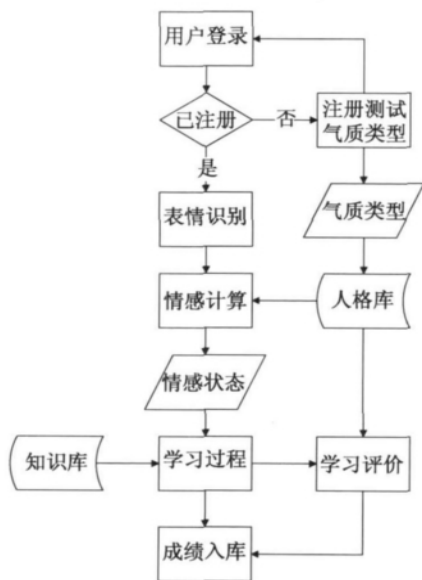 用户登录
已注册
否
注册测试
气质类型
是
表情识别
气质类型
情感计算
人格库
情感状态
知识库
学习过程
学习评价
成绩入库